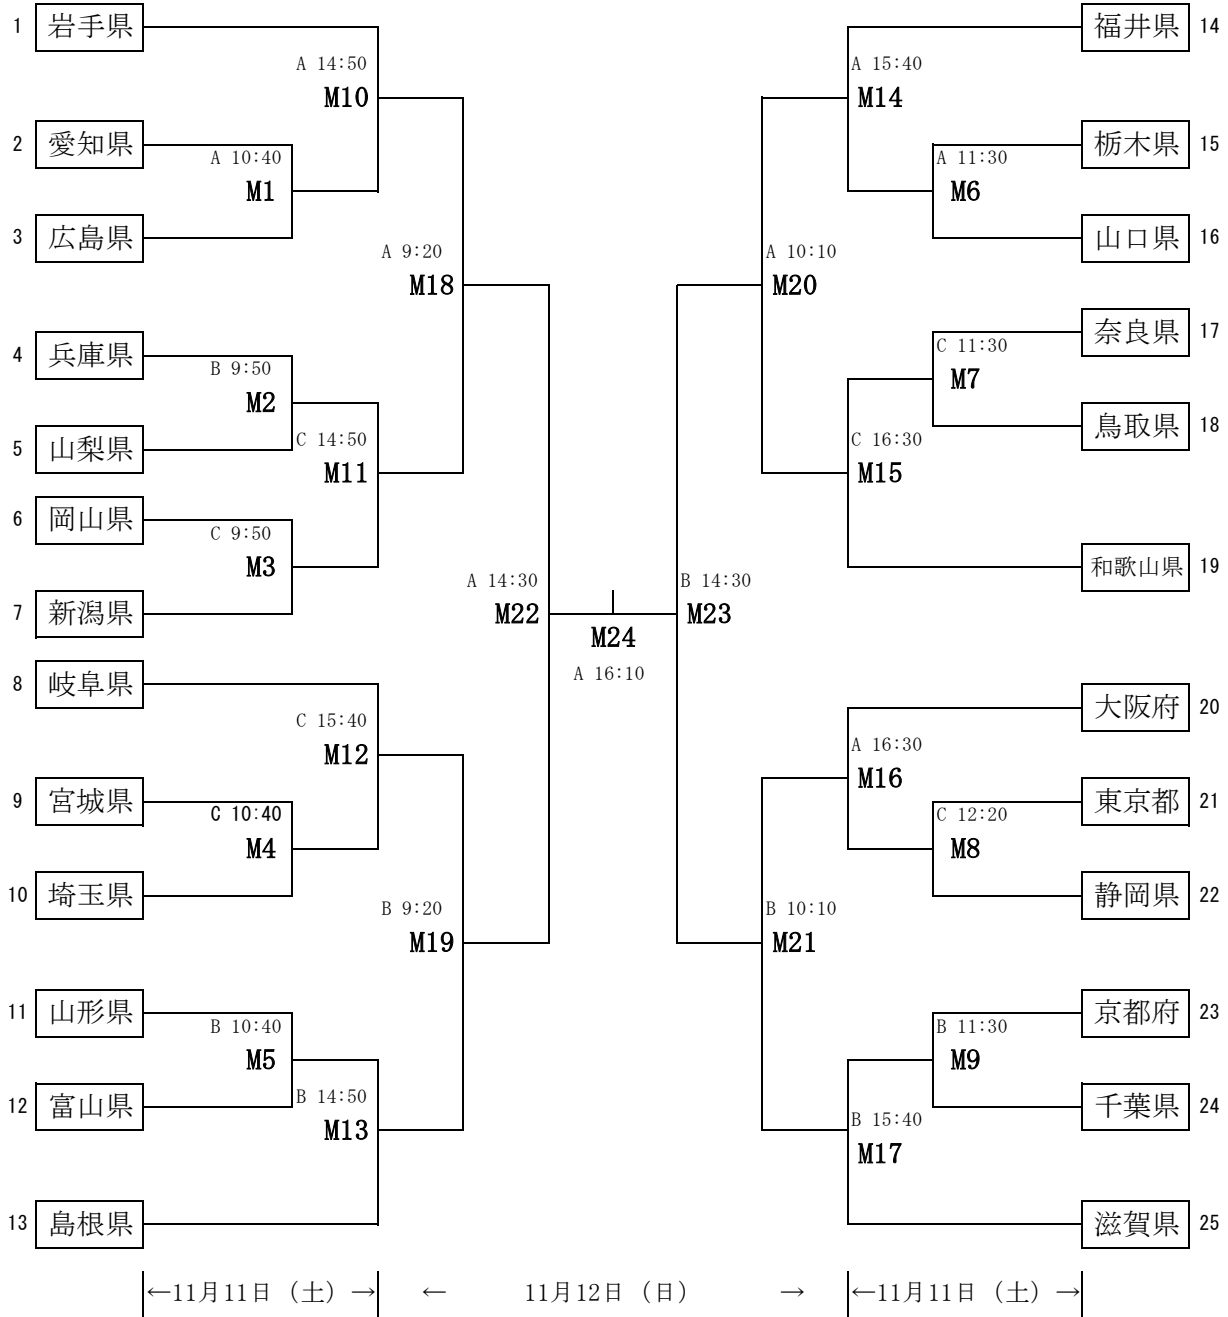 1 岩手県
A 14:50
M10
2 愛知県
A 10:40
M1
3 広島県
A 9:20
M18
4 兵庫県
B 9:50
M2
5 山梨県
C 14:50
M11
6 岡山県
C 9:50
M3
7 新潟県
A 14:30
M22
8 岐阜県
C 15:40
M12
9 宮城県
C 10:40
M4
10 埼玉県
B 9:20
M19
11 山形県
B 10:40
M5
12 富山県
B 14:50
M13
13 島根県
M24
A 16:10
福井県 14
A 15:40
M14
栃木県 15
A 11:30
M6
山口県 16
A 10:10
M20
奈良県 17
C 11:30
M7
鳥取県 18
C 16:30
M15
和歌山県 19
B 14:30
M23
大阪府 20
A 16:30
M16
東京都 21
C 12:20
M8
静岡県 22
B 10:10
M21
京都府 23
B 11:30
M9
千葉県 24
B 15:40
M17
滋賀県 25
←11月11日（土）→ ← 11月12日（日） → ←11月11日（土）→